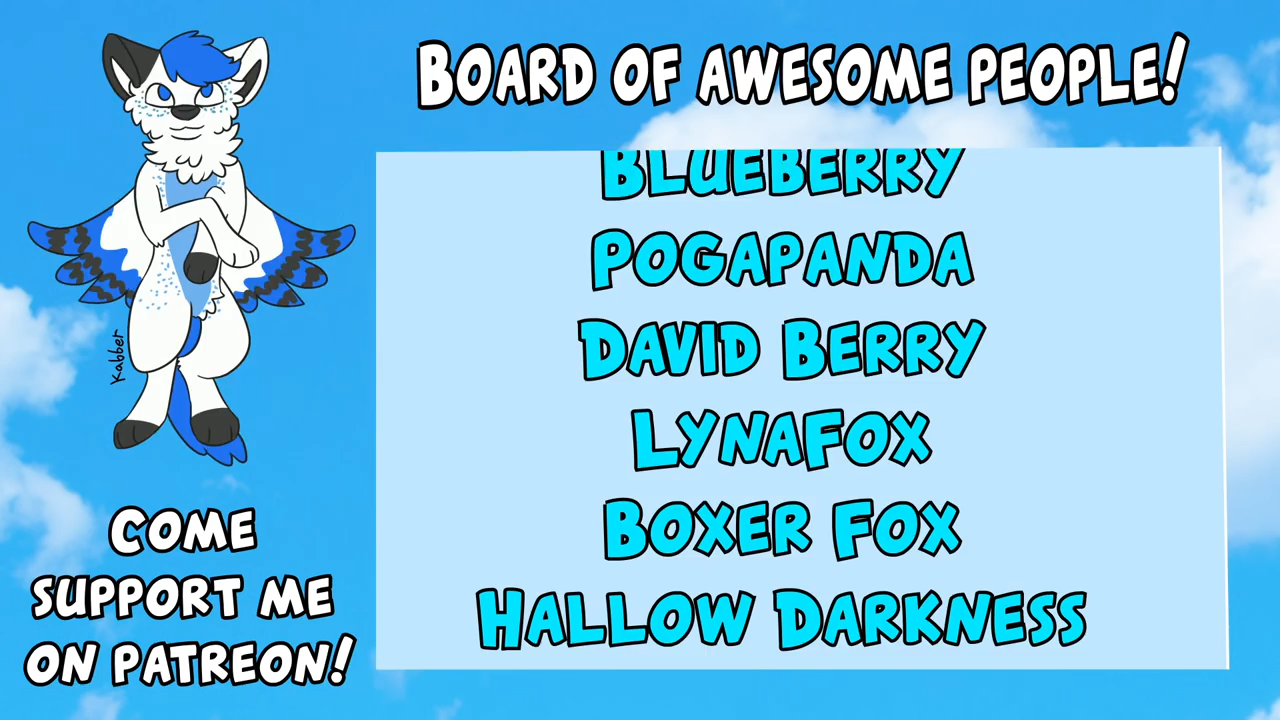 Board of awesome people!
Blueberry
Pogapanda
David Berry
LynaFox
Boxer Fox
Hallow Darkness
Kabber
Come
support me
on Patreon!